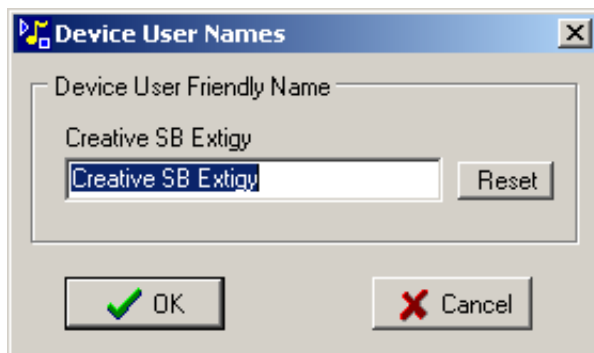 Device User Names
Device User Friendly Name
Creative SB Extigy
Creative SB Extigy
Reset
OK
Cancel